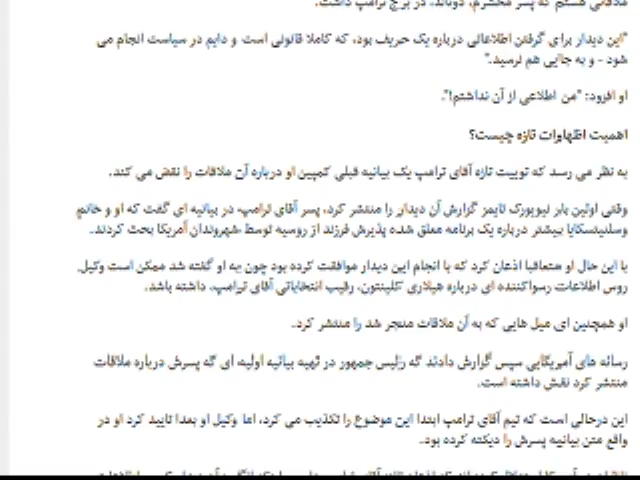 ملاقاتی هستم که پسر محشرم، دونالد، در برج ترامپ داشت.
"این دیدار برای گرفتن اطلاعاتی درباره یک حریف بود، که کاملا قانونی است و دایم در سیاست انجام می
شود - و به جایی هم نرسید."
او افزود: "من اطلاعی از آن نداشتم!".
اهمیت اظهاوات تازه چیست؟
به نظر می رسد که توییت تازه آقای ترامپ یک بیانیه قبلی کمپین او درباره آن ملاقات را نقض می کند.
وقتی اولین بار نیویورک تایمز گزارش آن دیدار را منتشر کرد، پسر آقای ترامپ در بیانیه ای گفت که او و خانم
وسلنیتسکایا بیشتر درباره یک برنامه معلق شده پذیرش فرزند از روسیه توسط شهروندان آمریکا بحث کردند.
با این حال او متعاقبا اذعان کرد که با انجام این دیدار موافقت کرده بود چون به او گفته شد ممکن است وکیل
روس اطلاعات رسواکننده ای درباره هیلاری کلینتون، رقیب انتخاباتی آقای ترامپ، داشته باشد.
او همچنین ای میل هایی که به آن ملاقات منجر شد را منتشر کرد.
رسانه های آمریکایی سپس گزارش دادند که رئیس جمهور در تهیه بیانیه اولیه ای که پسرش درباره ملاقات
منتشر کرد نقش داشته است.
این درحالی است که تیم آقای ترامپ ابتدا این موضوع را تکذیب می کرد، اما وکیل او بعدا تایید کرد او در
واقع متن بیانیه پسرش را دیکته کرده بود.